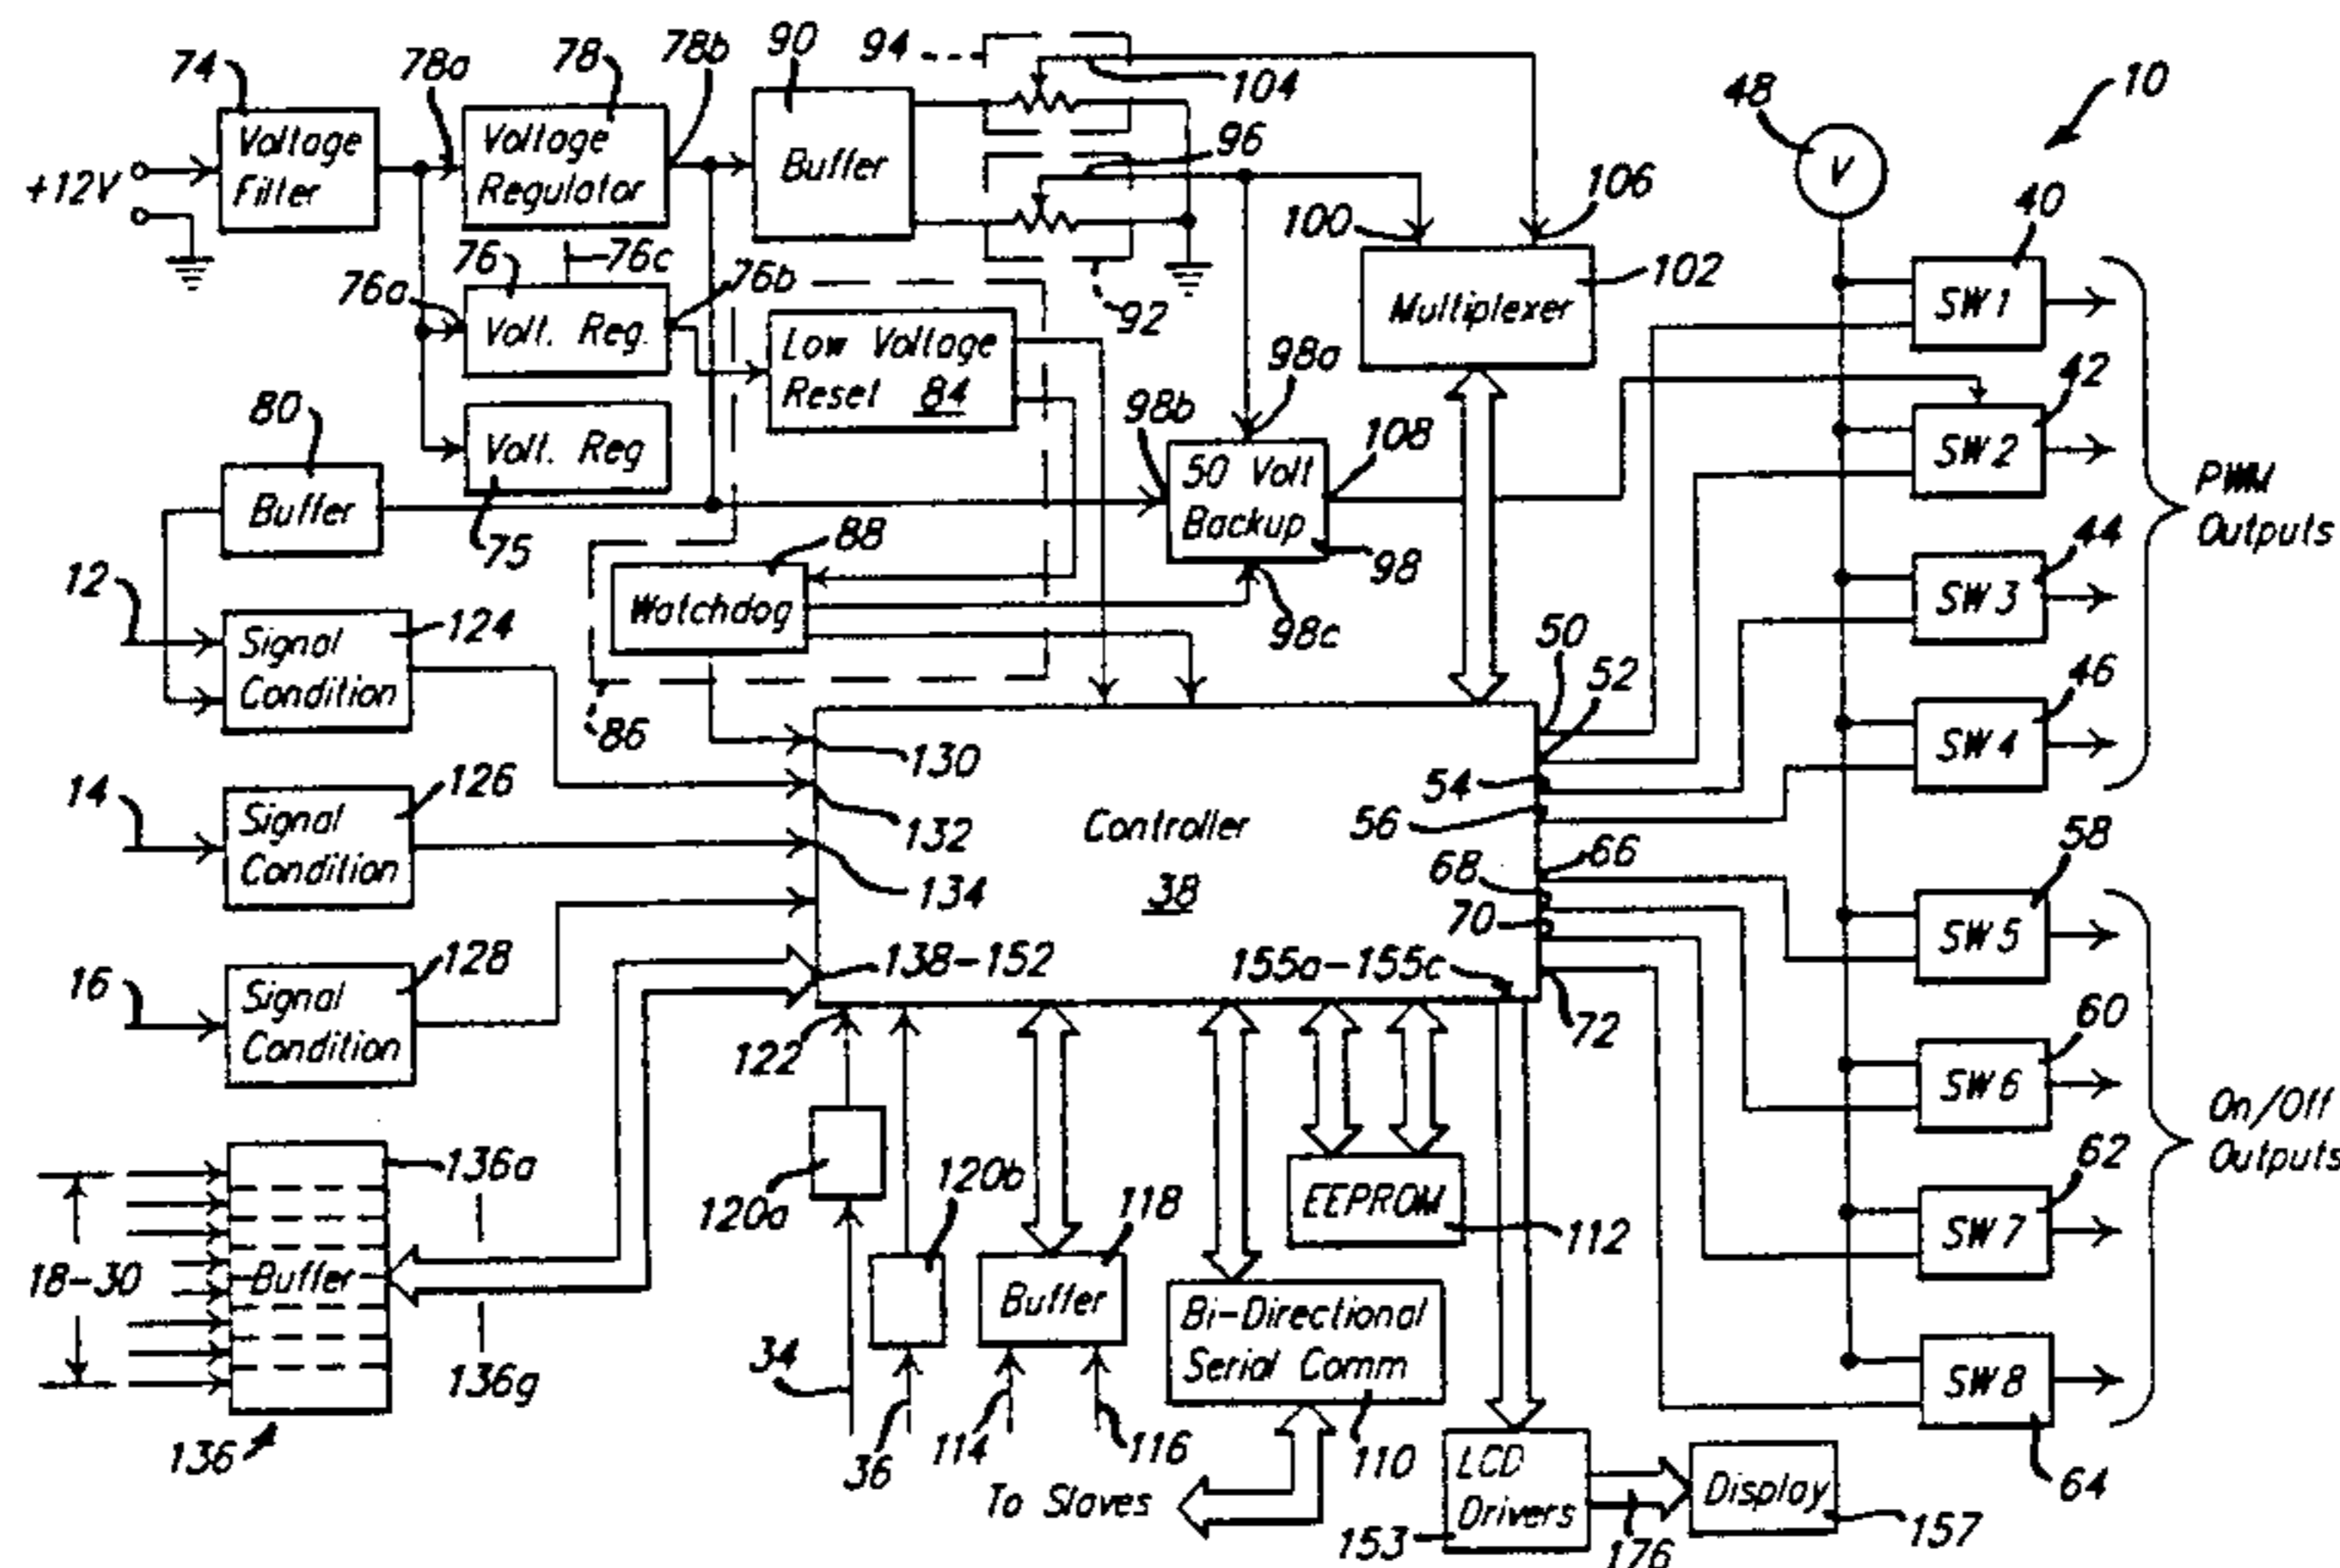 74
78a
78
78b
90
94
104
96
48
10
+12V
Voltage
Filter
Voltage
Regulator
Buffer
100
106
40
76
76c
76a
76b
Volt. Reg.
Low Voltage
Reset 84
92
98a
Multiplexer
102
SW1
42
80
Volt. Reg
98b
108
SW2
Buffer
75
88
50 Volt
Backup
98
PWM
Outputs
44
12
Signal
Condition
124
Watchdog
98c
SW3
86
50
52
46
SW4
130
54
56
14
Signal
Condition
126
132
134
Controller
38
66
68
70
58
SW5
16
Signal
Condition
128
138-152
155a-155c
72
122
60
SW6
On/Off
Outputs
136a
120a
120b
118
EEPROM
112
62
SW7
18-30
Buffer
136g
136
34
36
Buffer
114
116
Bi-Directional
Serial Comm
110
To Slaves
SW8
64
LCD
Drivers
153
176
Display
157